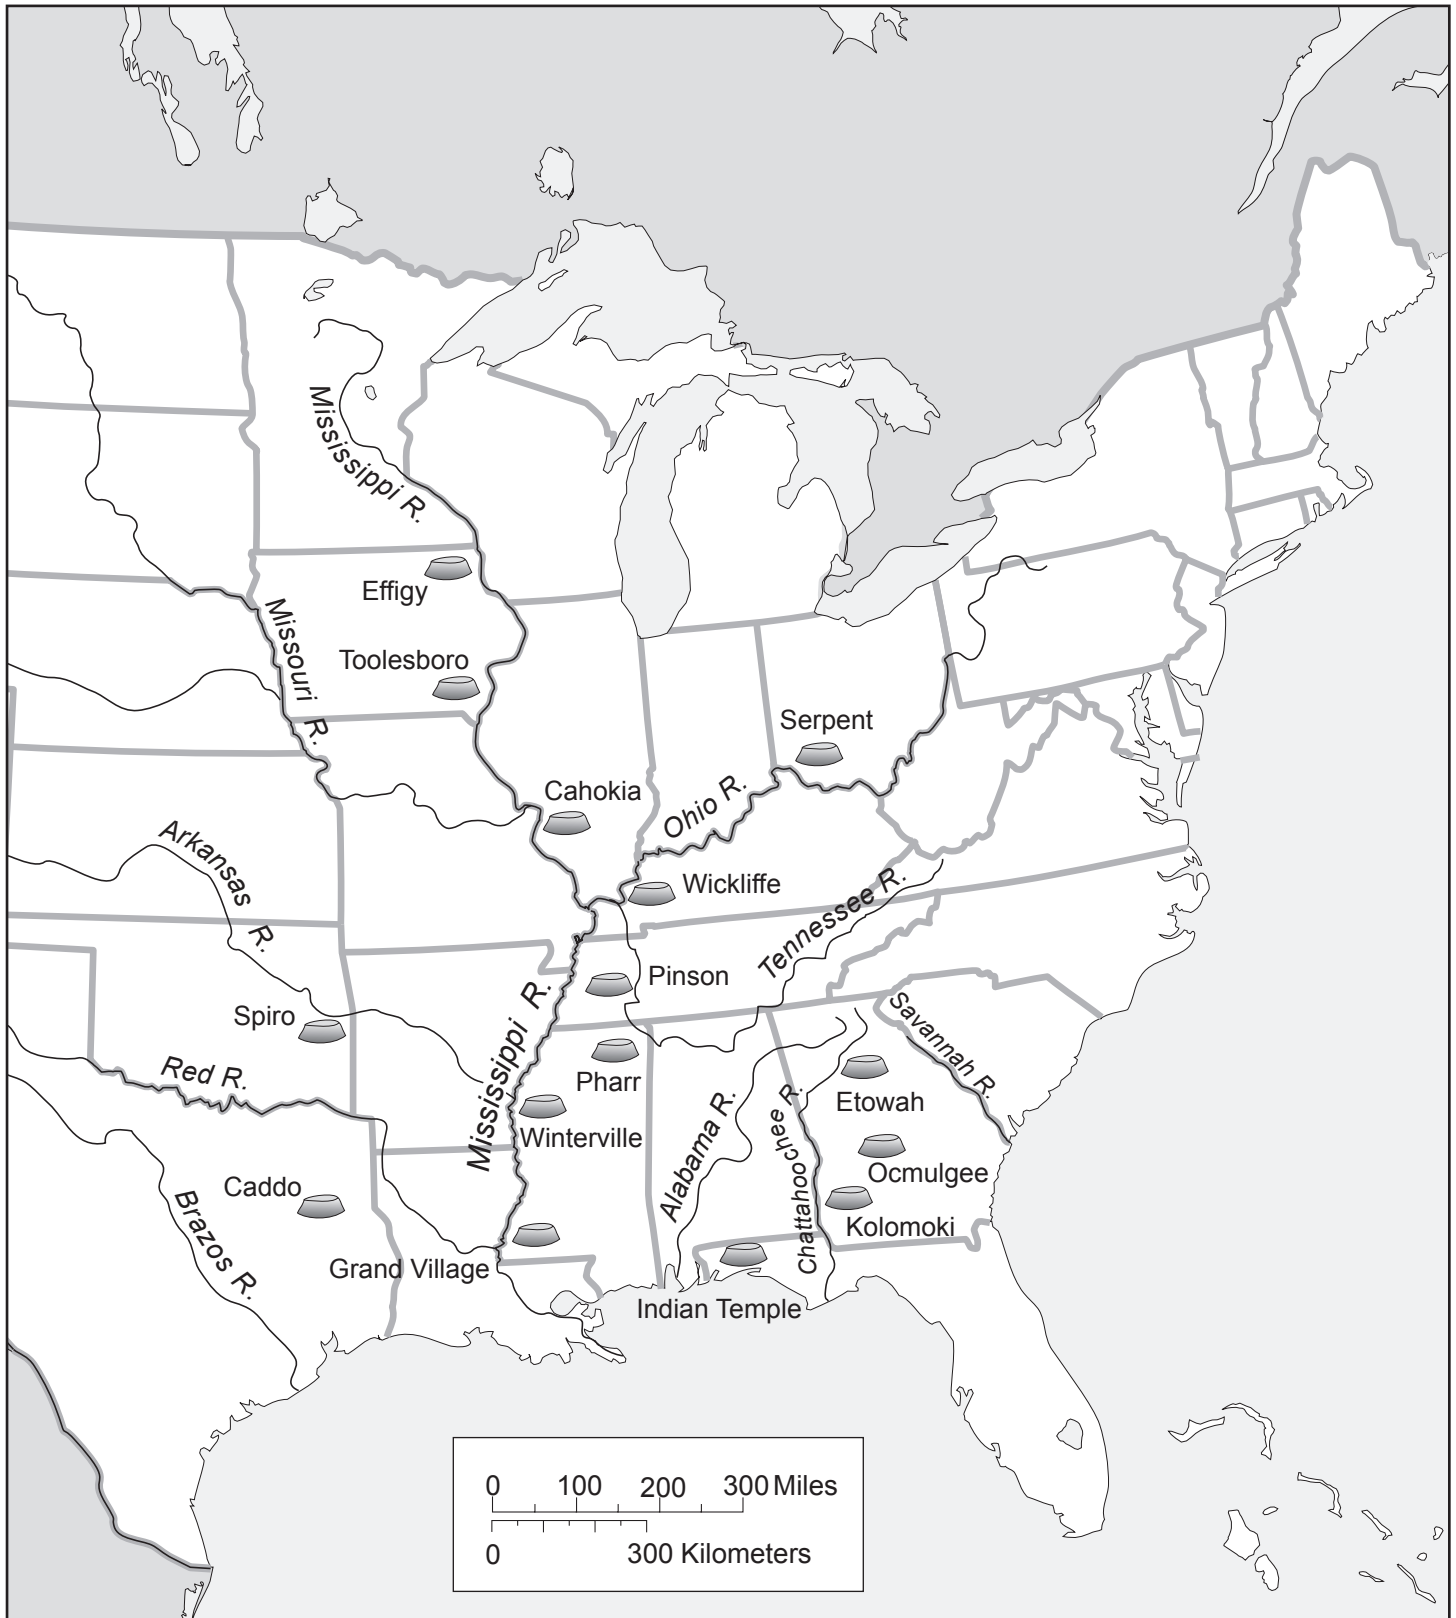 Mississippi R.
Effigy
Missouri R.
Toolesboro
Serpent
Cahokia
Ohio R.
Arkansas R.
Wickliffe
Tennessee R.
Pinson
Mississippi R.
Spiro
Savannah R.
Red R.
Pharr
Etowah
Alabama R.
Chattahoochee R.
Winterville
Ocmulgee
Caddo
Brazos R.
Kolomoki
Grand Village
Indian Temple
0 100 200 300 Miles
0 300 Kilometers